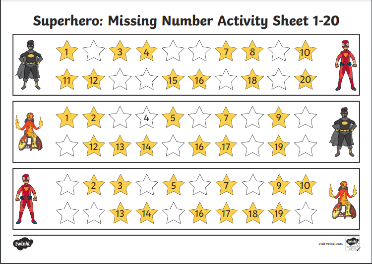 Superhero: Missing Number Activity Sheet 1-20
1 3 4 7 8 10
11 12 15 16 18 20
1 2 4 5 7 9
12 13 14 16 17 19
2 3 5 7 9 10
13 14 16 17 18 19
twinkl